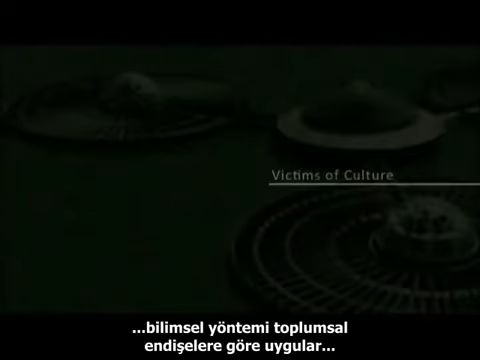 Victims of Culture
...bilimsel yöntemi toplumsal
endişelere göre uygular...